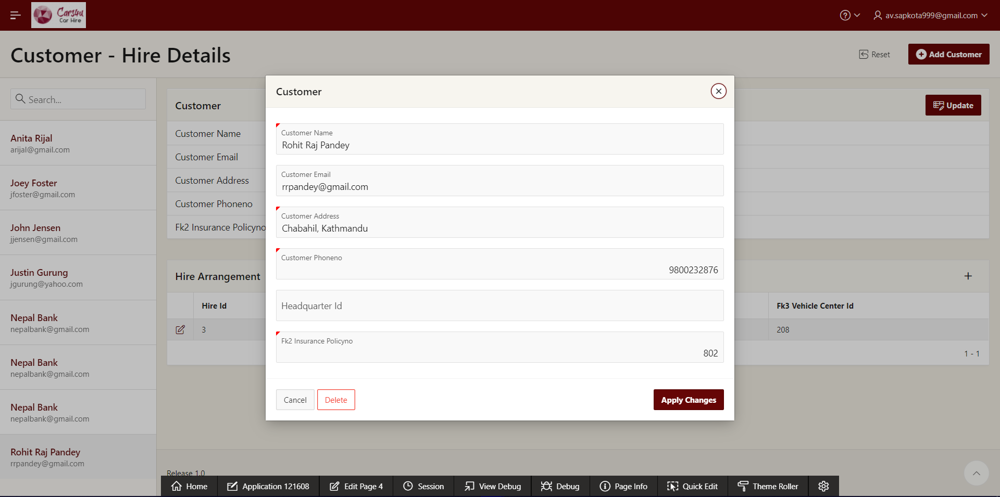 Cars4u
Car Hire
av.sapkota999@gmail.com
Customer - Hire Details
Reset
Add Customer
Search...
Anita Rijal
arijal@gmail.com
Joey Foster
jfoster@gmail.com
John Jensen
jjensen@gmail.com
Justin Gurung
jgurung@yahoo.com
Nepal Bank
nepalbank@gmail.com
Nepal Bank
nepalbank@gmail.com
Nepal Bank
nepalbank@gmail.com
Rohit Raj Pandey
rrpandey@gmail.com
Customer
Update
Customer Name
Customer Email
Customer Address
Customer Phoneno
Fk2 Insurance Policyno
Hire Arrangement
Hire Id
Fk3 Vehicle Center Id
3
208
1 - 1
Customer
Customer Name
Rohit Raj Pandey
Customer Email
rrpandey@gmail.com
Customer Address
Chabahil, Kathmandu
Customer Phoneno
9800232876
Headquarter Id
Fk2 Insurance Policyno
802
Cancel
Delete
Apply Changes
Release 1.0
Home
Application 121608
Edit Page 4
Session
View Debug
Debug
Page Info
Quick Edit
Theme Roller